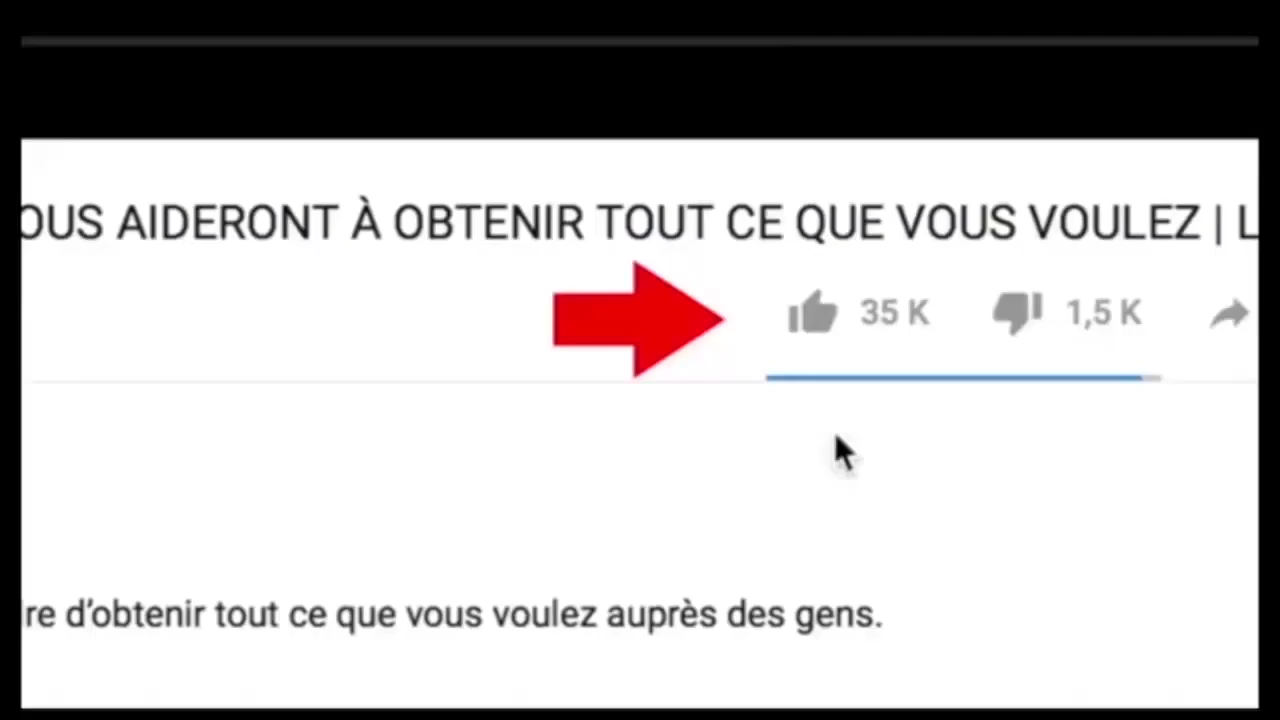 OUS AIDERONT À OBTENIR TOUT CE QUE VOUS VOULEZ | L
35 K 1,5 K
re d’obtenir tout ce que vous voulez auprès des gens.